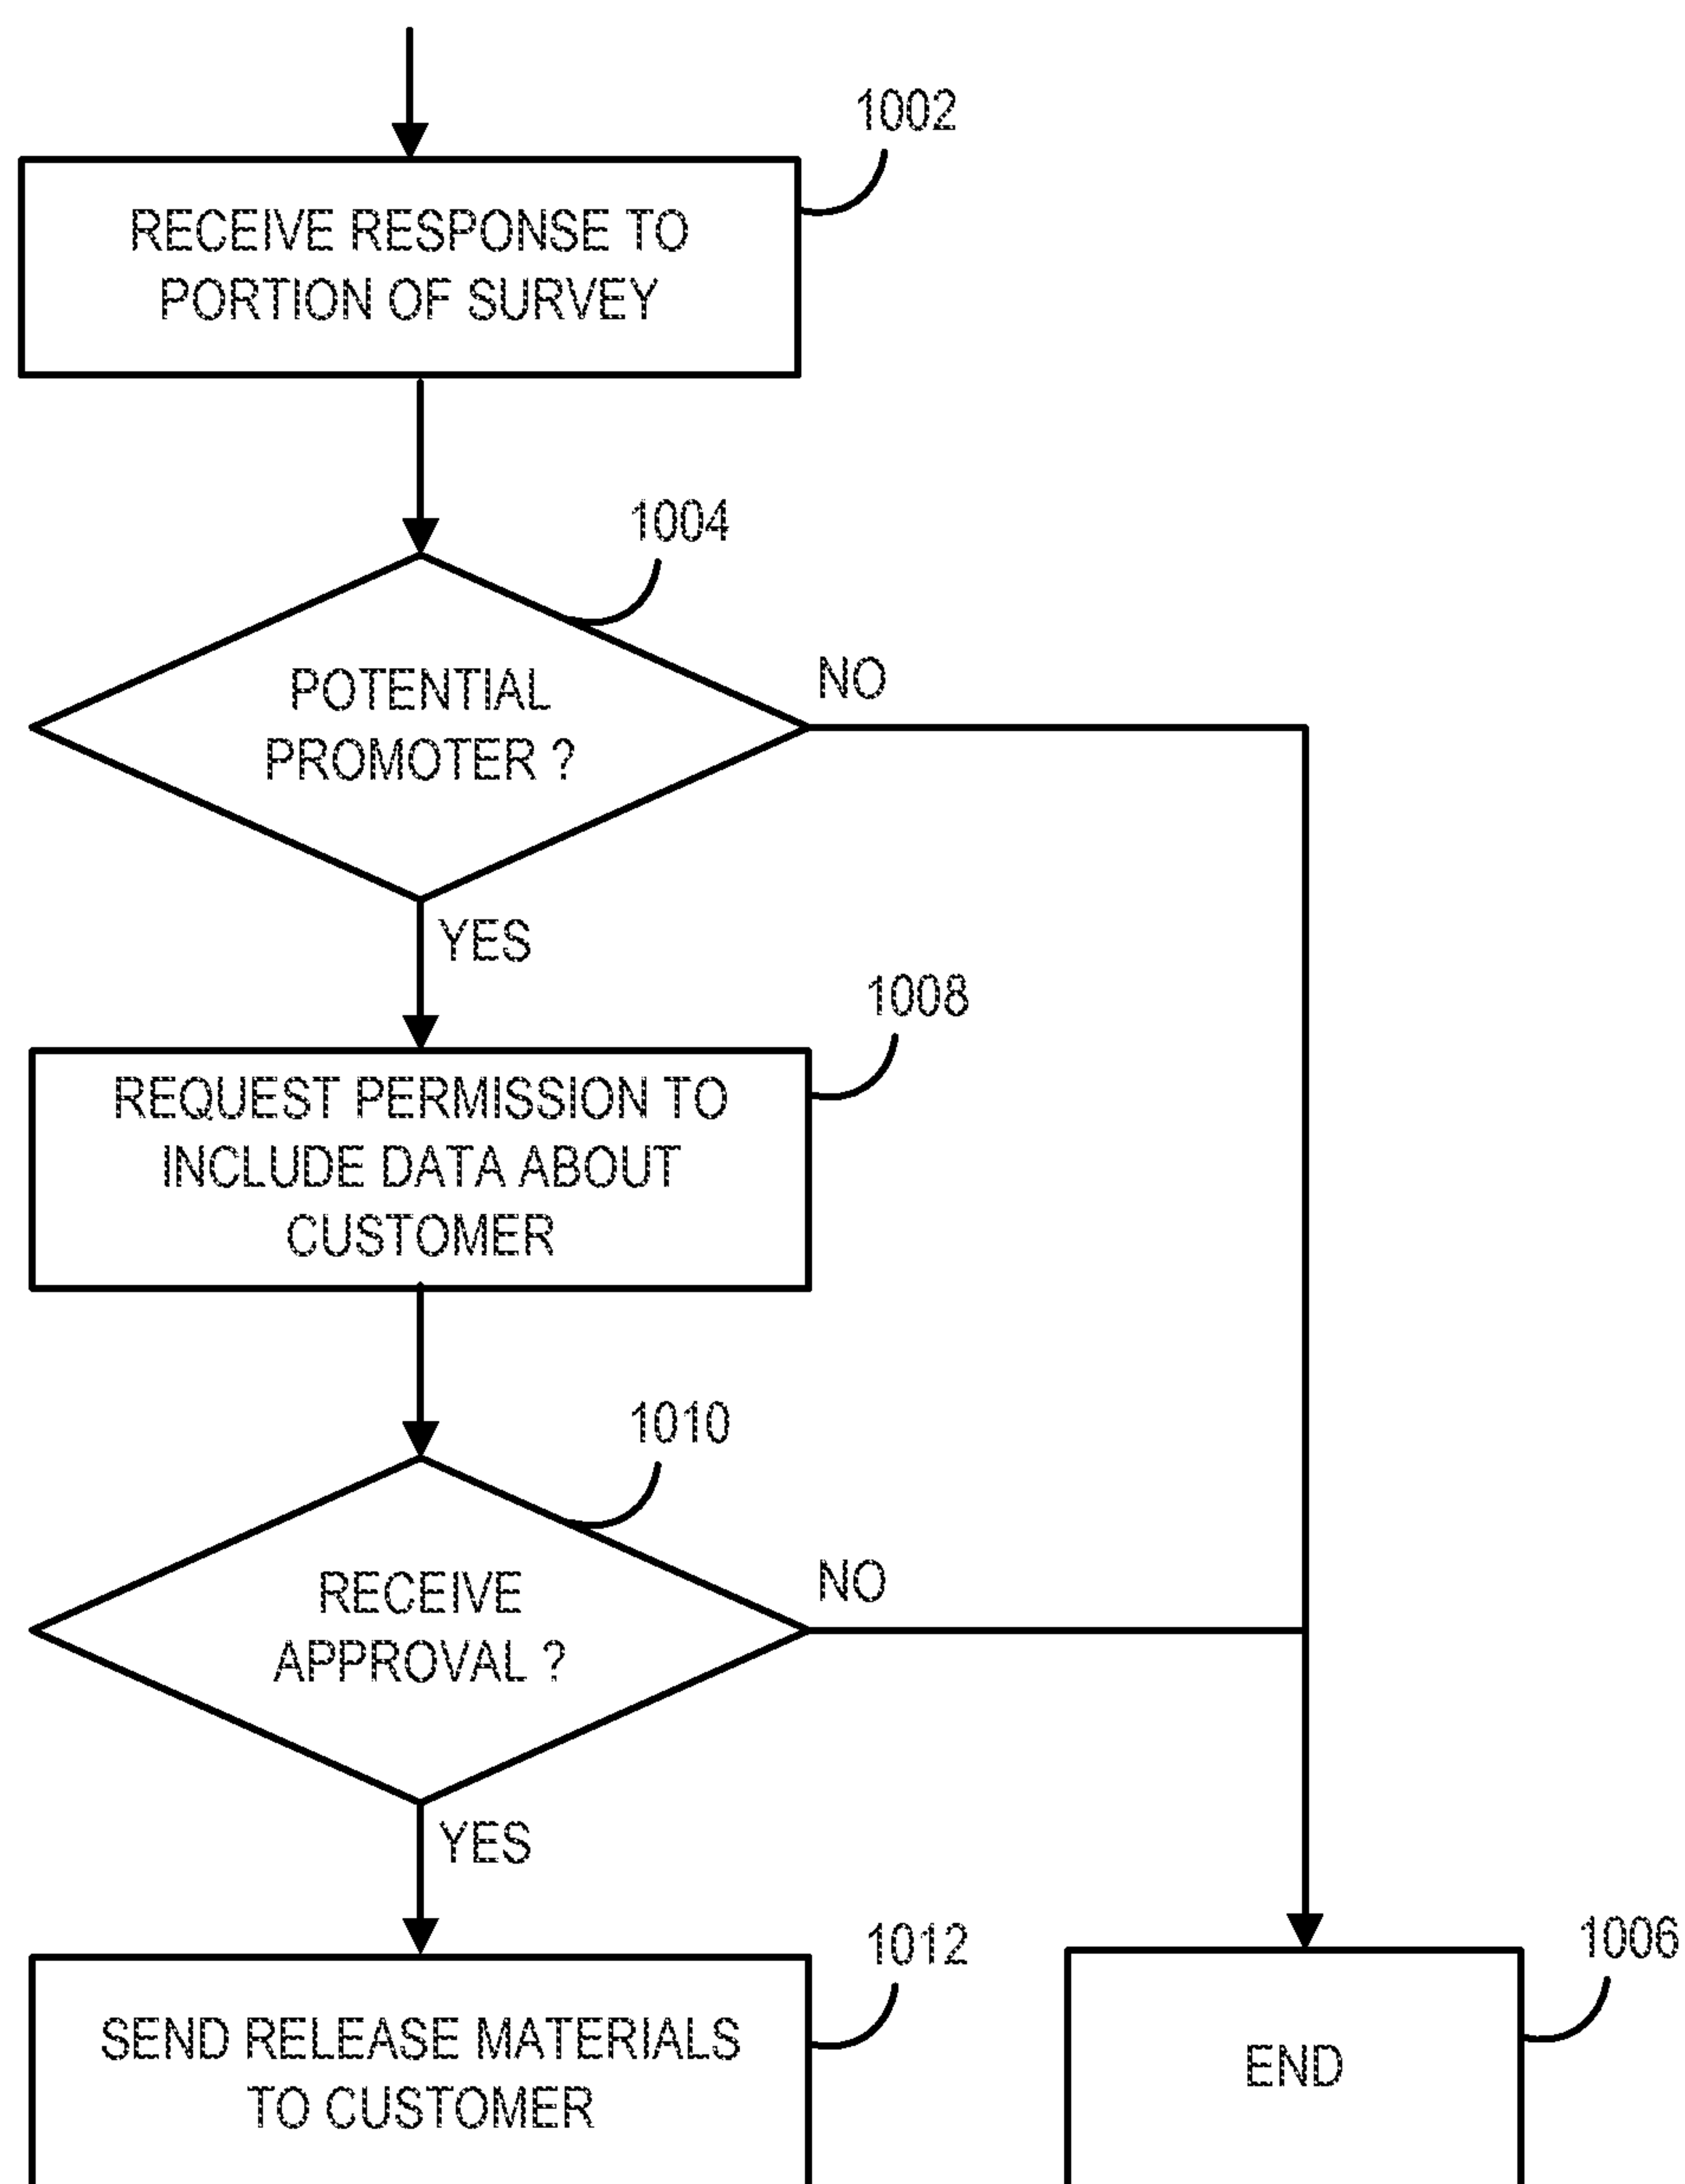 1002
RECEIVE RESPONSE TO
PORTION OF SURVEY
1004
POTENTIAL
PROMOTER ?
NO
YES
1008
REQUEST PERMISSION TO
INCLUDE DATA ABOUT
CUSTOMER
1010
RECEIVE
APPROVAL ?
NO
YES
1012
SEND RELEASE MATERIALS
TO CUSTOMER
1006
END